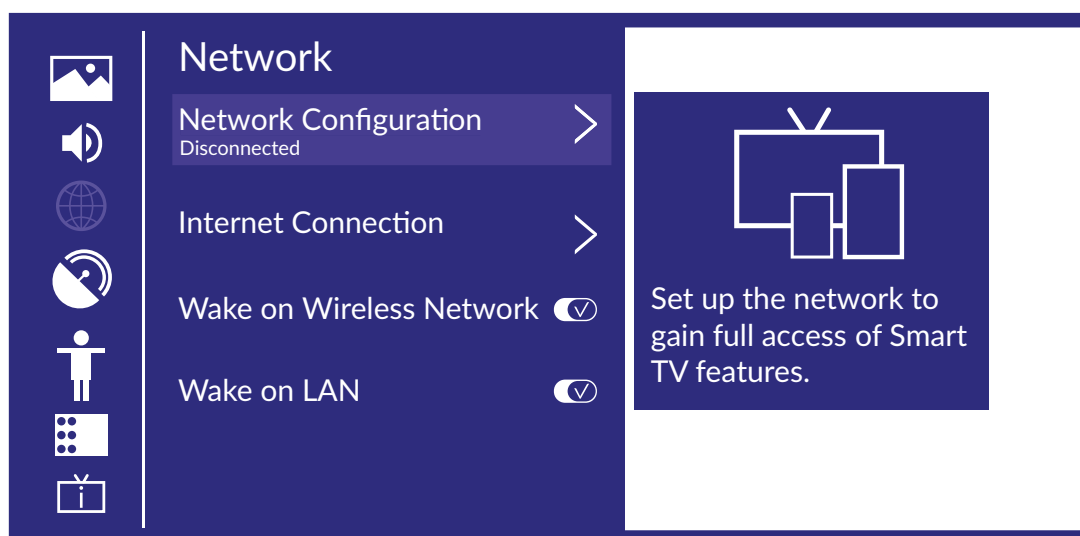 Network
Network Configuration
Disconnected
Internet Connection
Wake on Wireless Network
Wake on LAN
Set up the network to
gain full access of Smart
TV features.
i